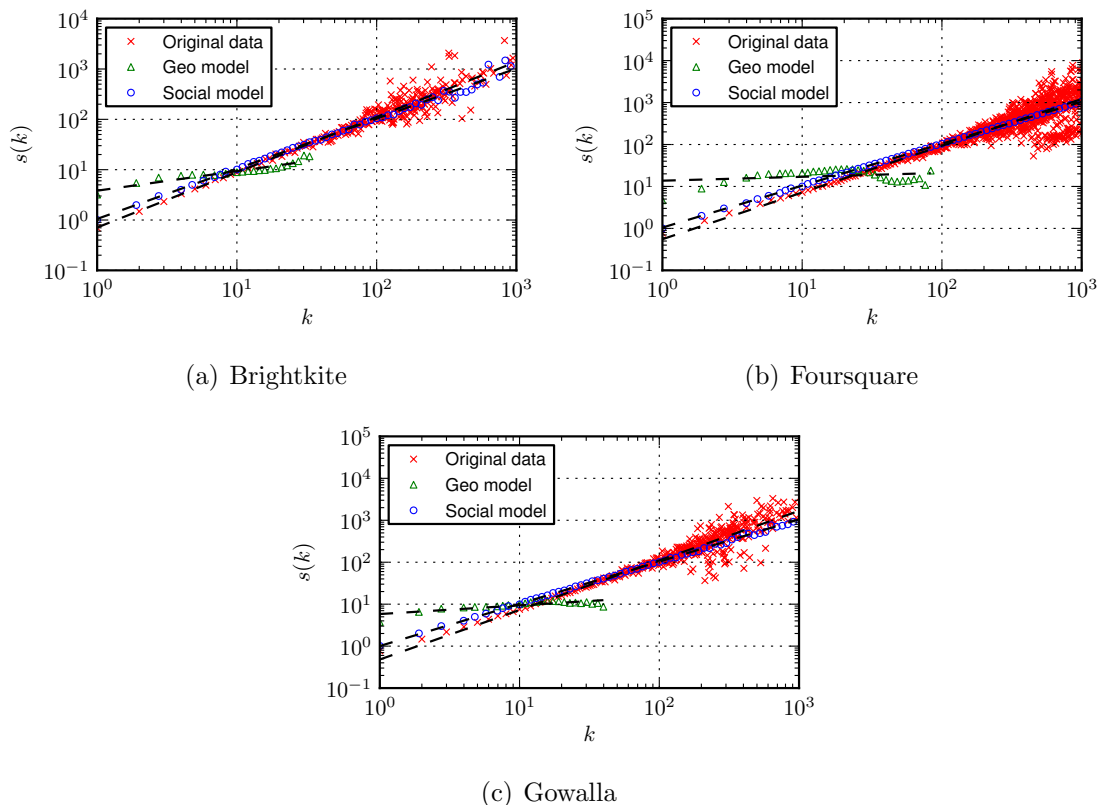 10^4
10^3
10^2
10^1
10^0
10^-1
s(k)
Original data
Geo model
Social model
10^0 10^1 10^2 10^3
k
(a) Brightkite
10^5
10^4
10^3
10^2
10^1
10^0
10^-1
s(k)
Original data
Geo model
Social model
10^0 10^1 10^2 10^3
k
(b) Foursquare
10^5
10^4
10^3
10^2
10^1
10^0
10^-1
s(k)
Original data
Geo model
Social model
10^0 10^1 10^2 10^3
k
(c) Gowalla